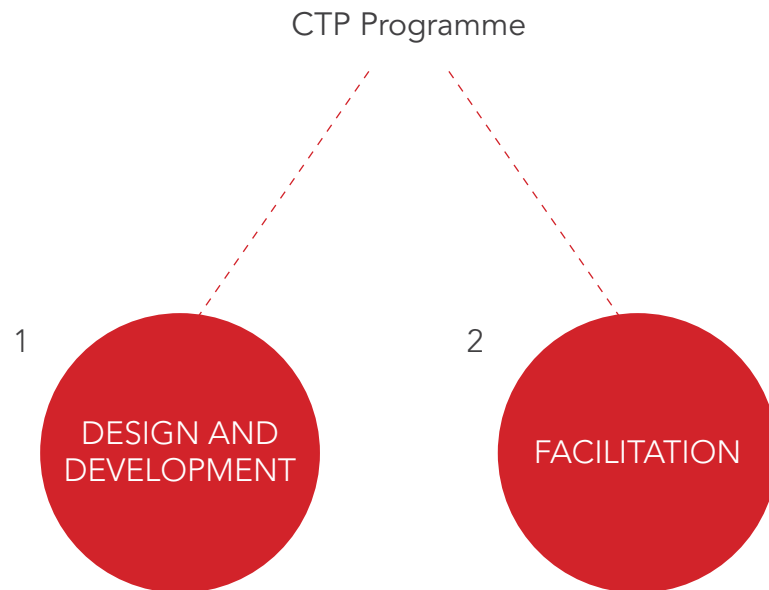 CTP Programme
1
DESIGN AND
DEVELOPMENT
2
FACILITATION